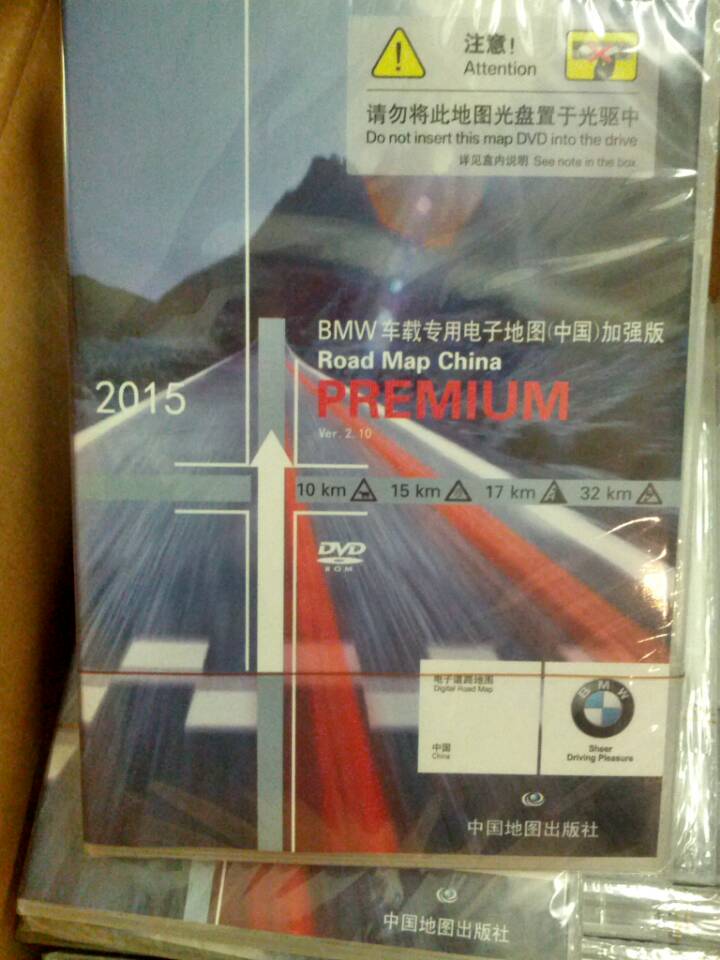 注意!
Attention
请勿将此地图光盘置于光驱中
Do not insert this map DVD into the drive
详见盒内说明 See note in the box
BMW 车载专用电子地图(中国)加强版
Road Map China
2015
PREMIUM
Ver. 2.10
10 km 15 km 17 km 32 km
DVD
ROM
电子道路地图
Digital Road Map
中国
China
BMW
Sheer
Driving Pleasure
中国地图出版社
中国地图出版社